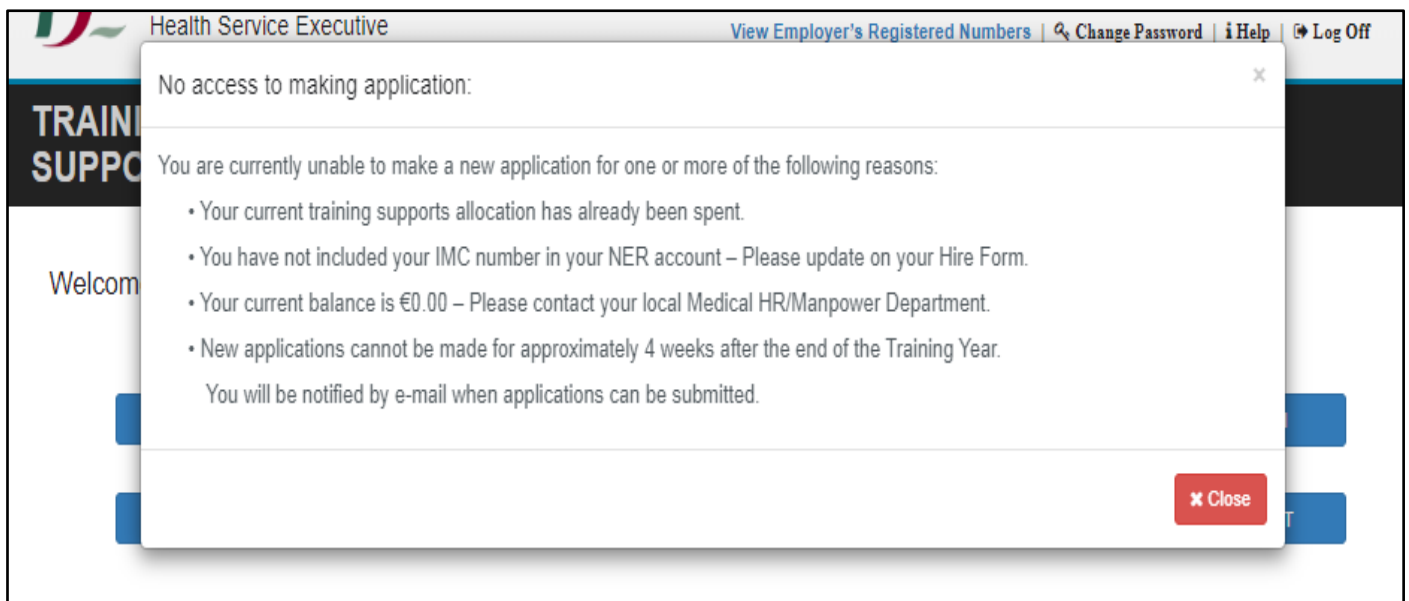 Health Service Executive
View Employer's Registered Numbers | Change Password | i Help | Log Off
No access to making application: ×
TRAINI
SUPPO
You are currently unable to make a new application for one or more of the following reasons:
• Your current training supports allocation has already been spent.
• You have not included your IMC number in your NER account – Please update on your Hire Form.
Welcom
• Your current balance is €0.00 – Please contact your local Medical HR/Manpower Department.
• New applications cannot be made for approximately 4 weeks after the end of the Training Year.
You will be notified by e-mail when applications can be submitted.
✖ Close
T